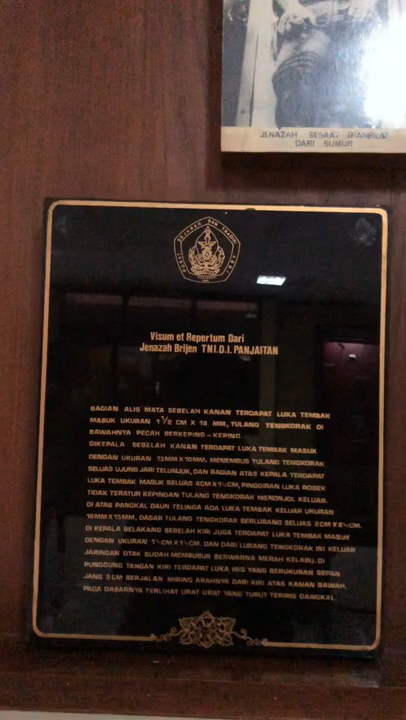 JENAZAH SESAAT DIANGKAT
DARI SUMUR
Visum et Repertum Dari
Jenazah Brijen TNI.D.I. PANJAITAN
BAGIAN ALIS MATA SEBELAH KANAN TERDAPAT LUKA TEMBAK
MASUK UKURAN 1 1/2 CM X 18 MM, TULANG TENGKORAK DI
BAWAHNYA PECAH BERKEPING - KEPING.
DIKEPALA SEBELAH KANAN TERDAPAT LUKA TEMBAK MASUK
DENGAN UKURAN 13MM X 10MM, MENEMBUS TULANG TENGKORAK
SELUAS UJUNG JARI TELUNJUK, DAN BAGIAN ATAS KEPALA TERDAPAT
LUKA TEMBAK MASUK SELUAS 4CM X 1½CM, PINGGIRAN LUKA ROBEK
TIDAK TERATUR KEPINGAN TULANG TENGKORAK MENONJOL KELUAR.
DI ATAS PANGKAL DAUN TELINGA ADA LUKA TEMBAK KELUAR UKURAN
18MM X 15MM, DASAR TULANG TENGKORAK BERLUBANG SELUAS 2CM X
DI KEPALA BELAKANG SEBELAH KIRI JUGA TERDAPAT LUKA TEMBAK MASUK
DENGAN UKURAN 1½CM X 1½CM, DAN DARI LUBANG TENGKORAK INI KELUAR
JARINGAN OTAK SUDAH MEMBUBUR BERWARNA MERAH KELABU, DI
PUNGGUNG TANGAN KIRI TERDAPAT LUKA IRIS YANG BERUKURAN SEPAN
JANG 3CM BERJALAN MIRING ARAHNYA DARI KIRI ATAS KANAN BAWAH,
PADA DASARNYA TERLIHAT URAT URAT YANG TURUT TERIRIS DANGKAL.